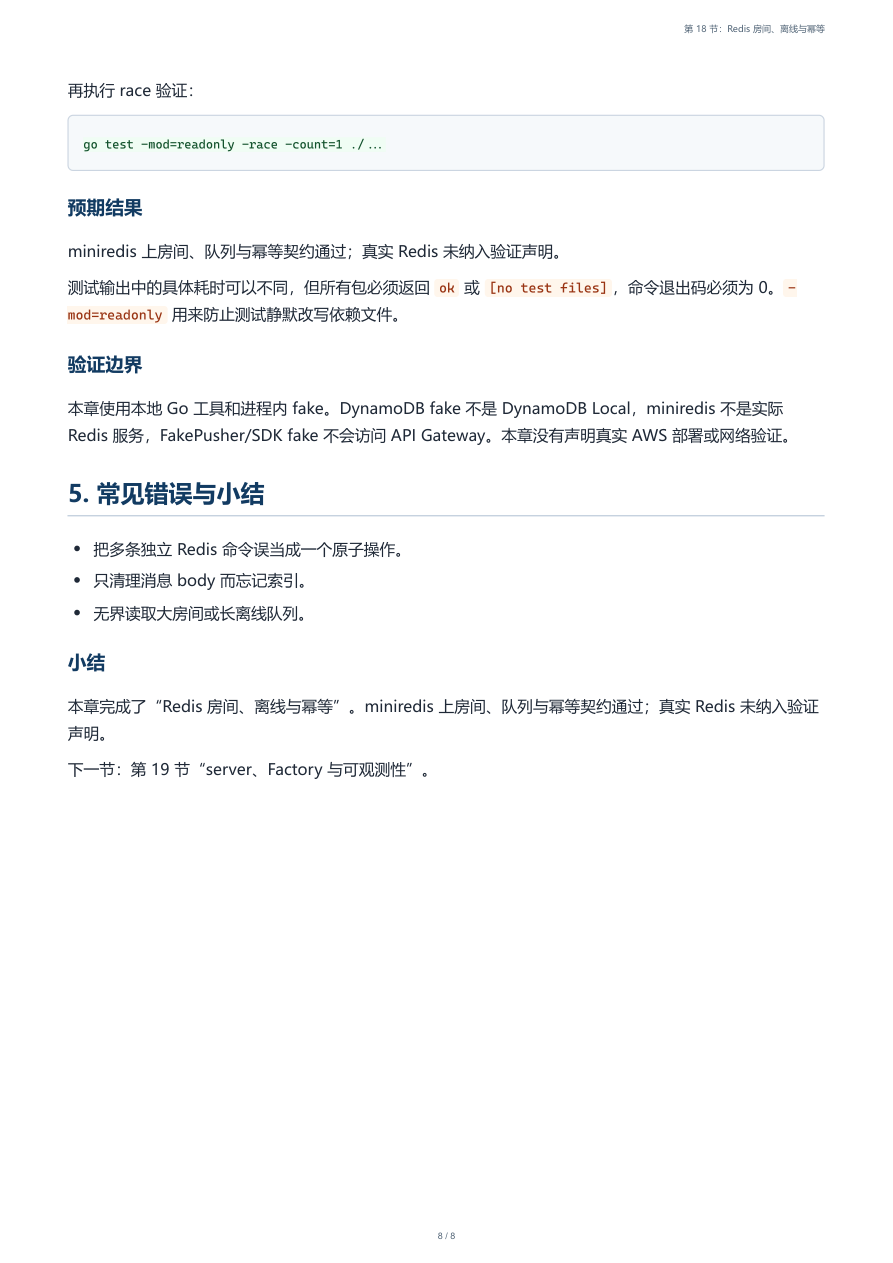 第 18 节：Redis 房间、离线与幂等
再执行 race 验证：
go test -mod=readonly -race -count=1 ./...
预期结果
miniredis 上房间、队列与幂等契约通过；真实 Redis 未纳入验证声明。
测试输出中的具体耗时可以不同，但所有包必须返回 ok 或 [no test files]，命令退出码必须为 0。-
mod=readonly 用来防止测试静默改写依赖文件。
验证边界
本章使用本地 Go 工具和进程内 fake。DynamoDB fake 不是 DynamoDB Local，miniredis 不是实际
Redis 服务，FakePusher/SDK fake 不会访问 API Gateway。本章没有声明真实 AWS 部署或网络验证。
5. 常见错误与小结
• 把多条独立 Redis 命令误当成一个原子操作。
• 只清理消息 body 而忘记索引。
• 无界读取大房间或长离线队列。
小结
本章完成了“Redis 房间、离线与幂等”。miniredis 上房间、队列与幂等契约通过；真实 Redis 未纳入验证
声明。
下一节：第 19 节“server、Factory 与可观测性”。
8 / 8